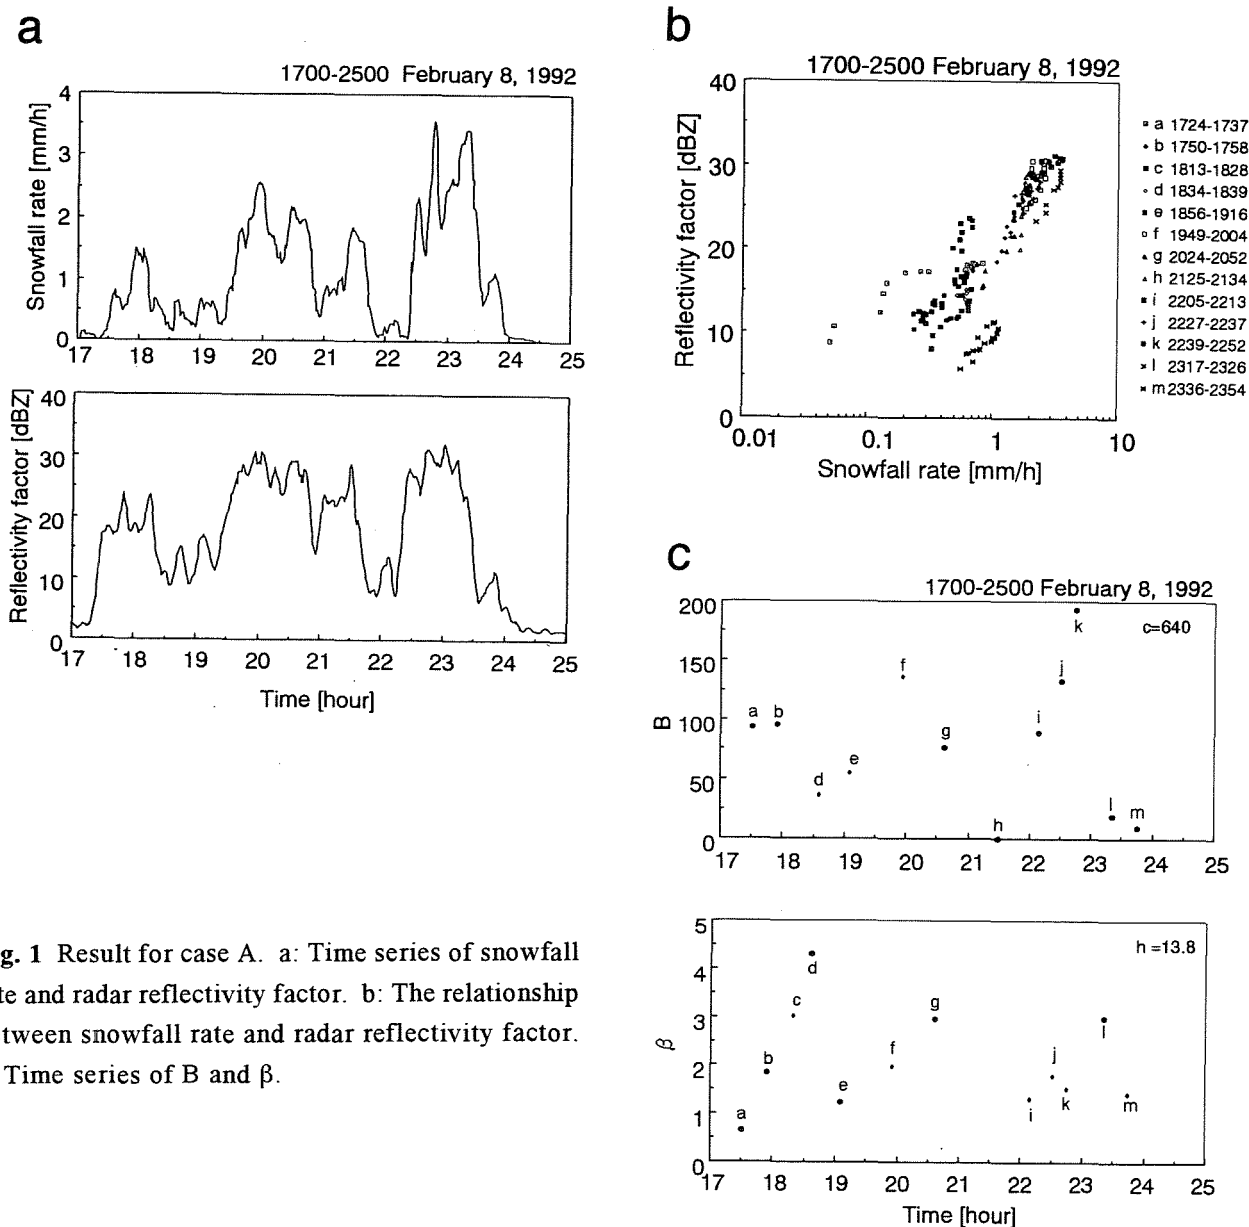 a
1700-2500 February 8, 1992
Snowfall rate [mm/h]
4
3
2
1
0
17 18 19 20 21 22 23 24 25
Reflectivity factor [dBZ]
40
30
20
10
0
17 18 19 20 21 22 23 24 25
Time [hour]
b
1700-2500 February 8, 1992
Reflectivity factor [dBZ]
40
30
20
10
0
0.01 0.1 1 10
Snowfall rate [mm/h]
a 1724-1737
b 1750-1758
c 1813-1828
d 1834-1839
e 1856-1916
f 1949-2004
g 2024-2052
h 2125-2134
i 2205-2213
j 2227-2237
k 2239-2252
l 2317-2326
m 2336-2354
c
1700-2500 February 8, 1992
B
200
150
100
50
0
c=640
a b d e f g h i j k l m
17 18 19 20 21 22 23 24 25
β
5
4
3
2
1
0
h =13.8
a b c d e f g i j k l m
17 18 19 20 21 22 23 24 25
Time [hour]
g. 1 Result for case A. a: Time series of snowfall
te and radar reflectivity factor. b: The relationship
tween snowfall rate and radar reflectivity factor.
Time series of B and β.